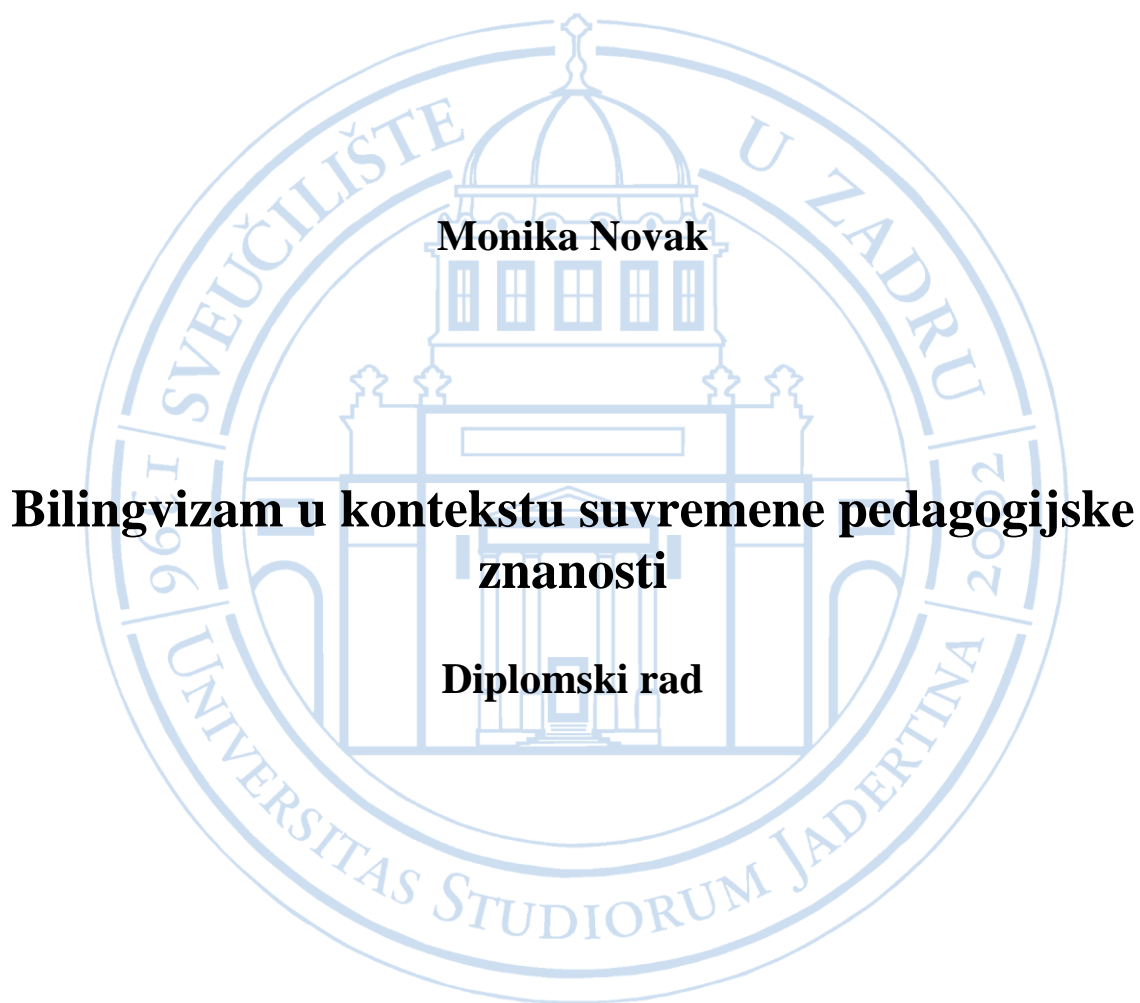 SVEUČILIŠTE U ZADRU
Monika Novak
Bilingvizam u kontekstu suvremene pedagogijske
znanosti
Diplomski rad
1396
2002
UNIVERSITAS STUDIORUM JADERTINA